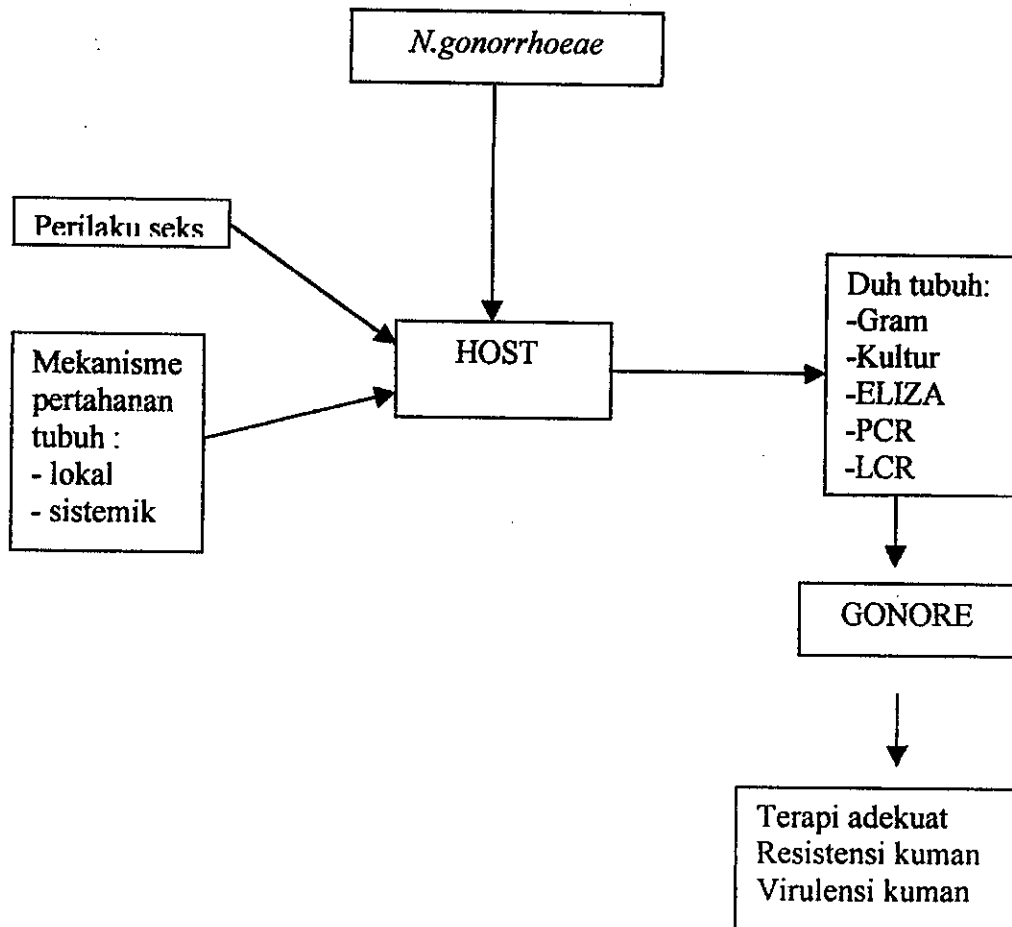 N.gonorrhoeae
Perilaku seks
Mekanisme
pertahanan
tubuh :
- lokal
- sistemik
HOST
Duh tubuh:
-Gram
-Kultur
-ELIZA
-PCR
-LCR
GONORE
Terapi adekuat
Resistensi kuman
Virulensi kuman